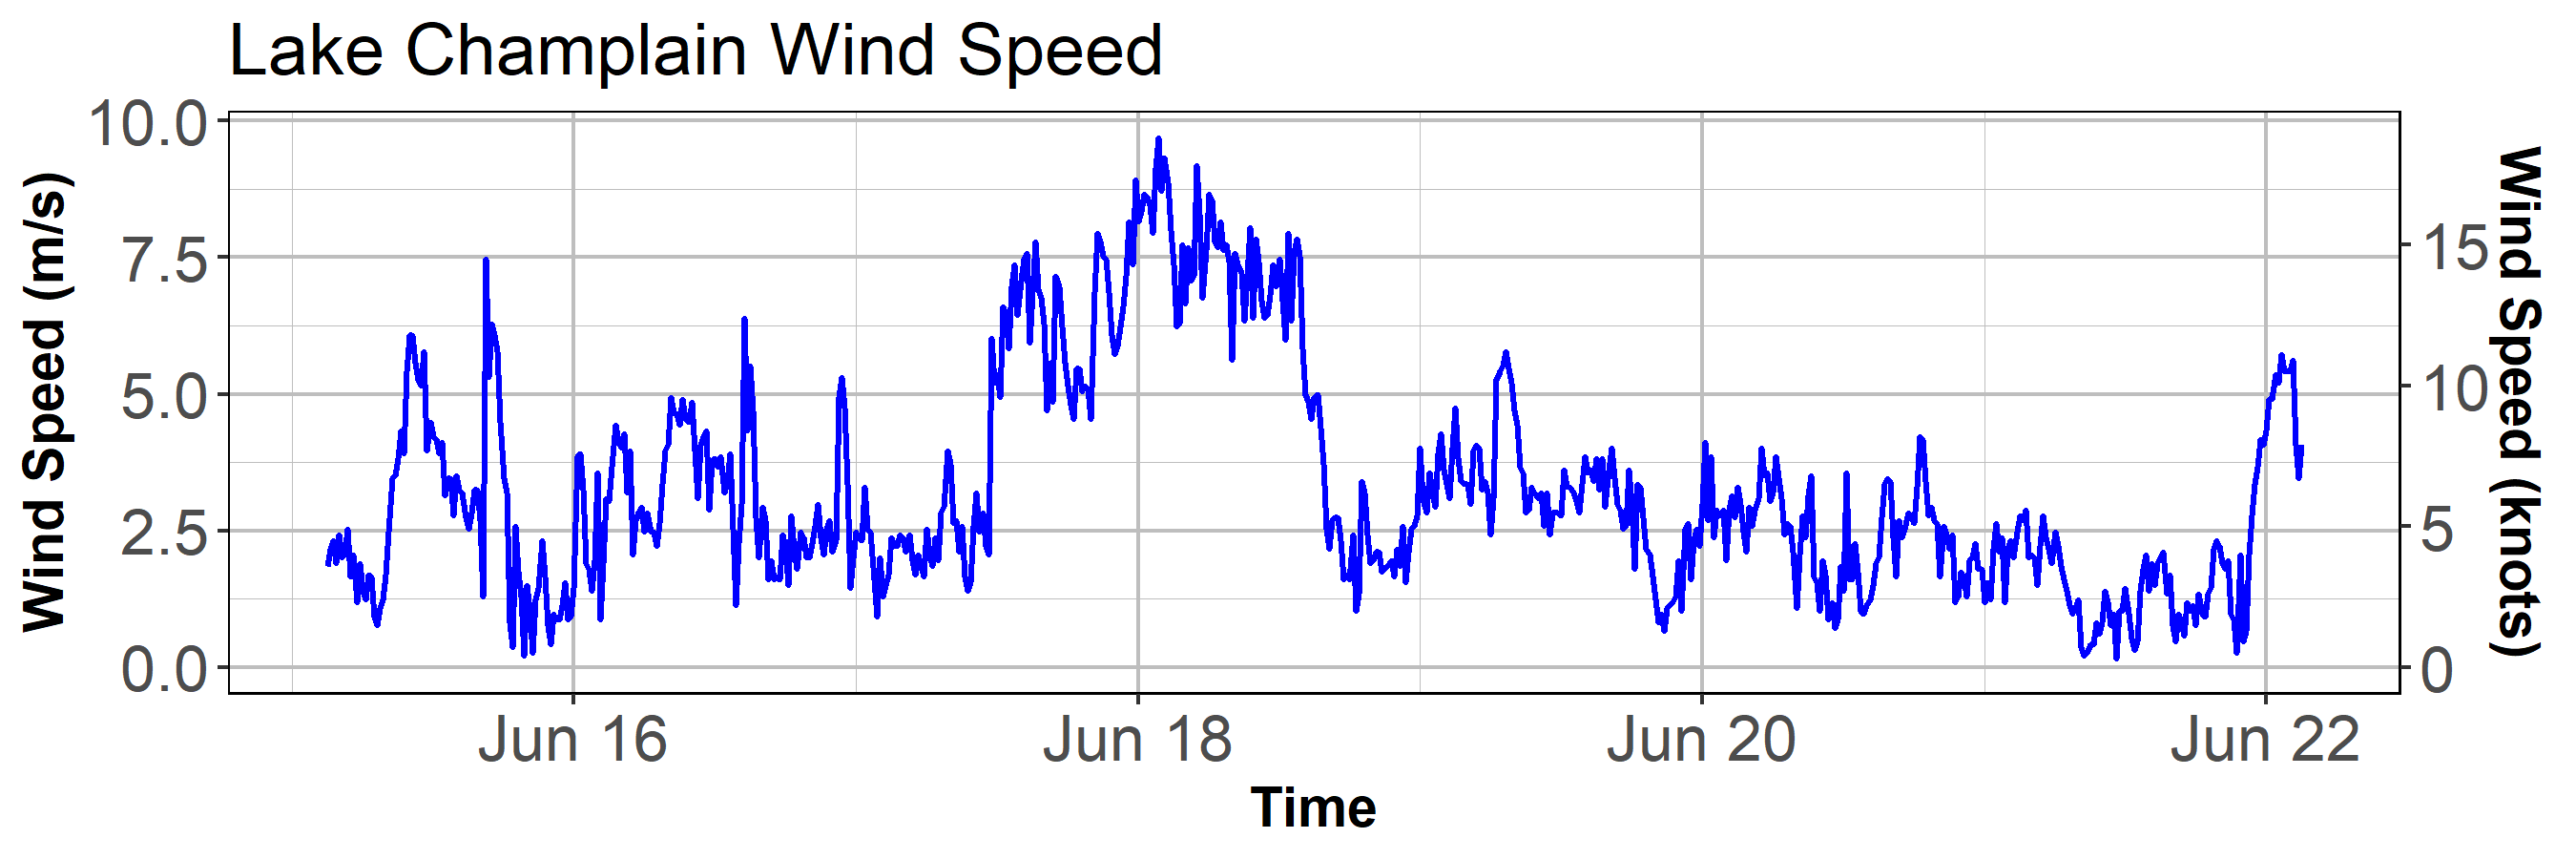 Lake Champlain Wind Speed
Wind Speed (m/s)
10.0
7.5
5.0
2.5
0.0
15
10
5
0
Wind Speed (knots)
Jun 16 Jun 18 Jun 20 Jun 22
Time